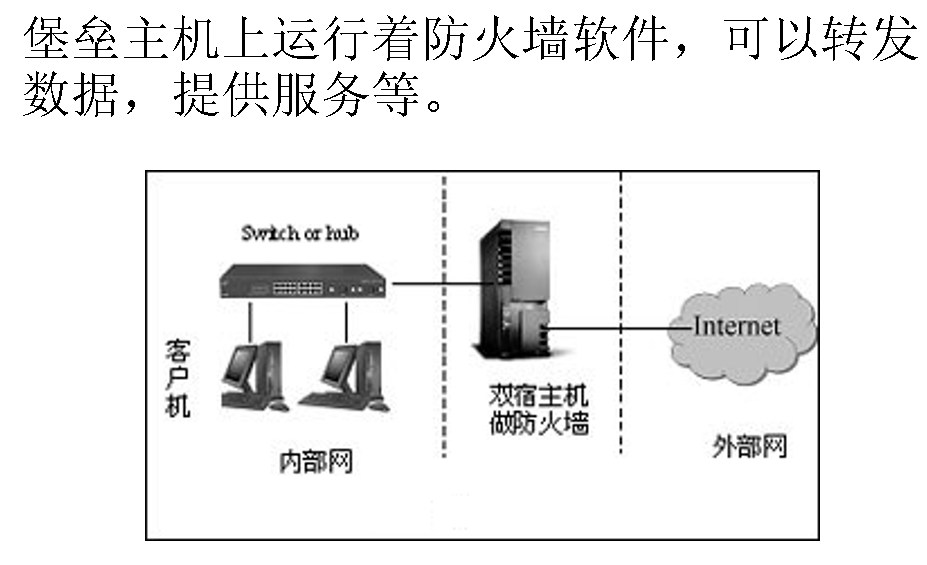 堡垒主机上运行着防火墙软件，可以转发
数据，提供服务等。
Switch or hub
Internet
客户机
双宿主机
做防火墙
内部网
外部网